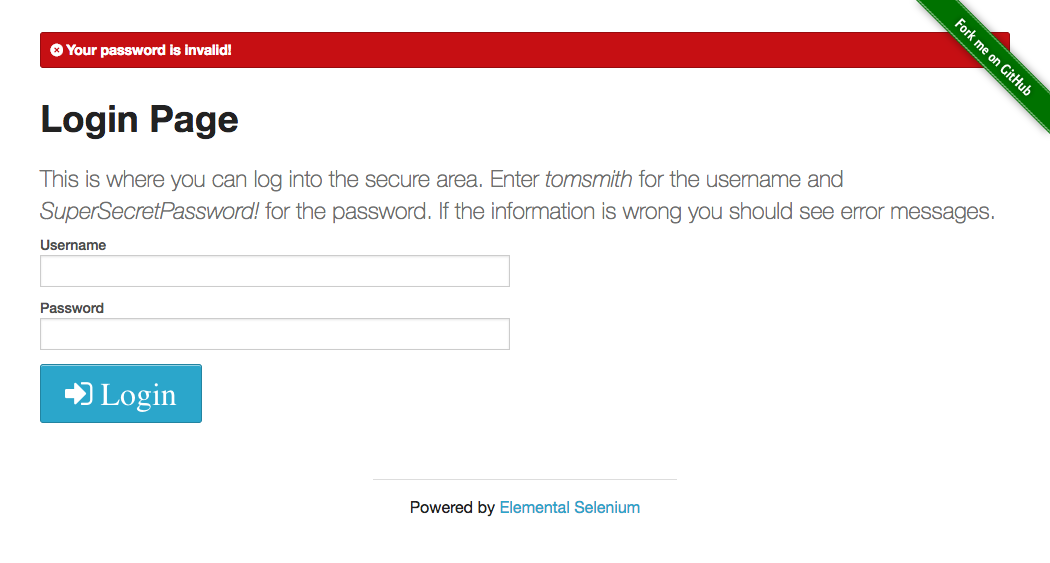 Your password is invalid!
Fork me on GitHub
Login Page
This is where you can log into the secure area. Enter tomsmith for the username and
SuperSecretPassword! for the password. If the information is wrong you should see error messages.
Username
Password
Login
Powered by Elemental Selenium